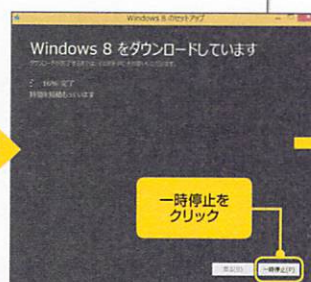 Windows 8 のセットアップ
Windows 8 をダウンロードしています
16% 完了
一時停止を
クリック
一時停止(P)